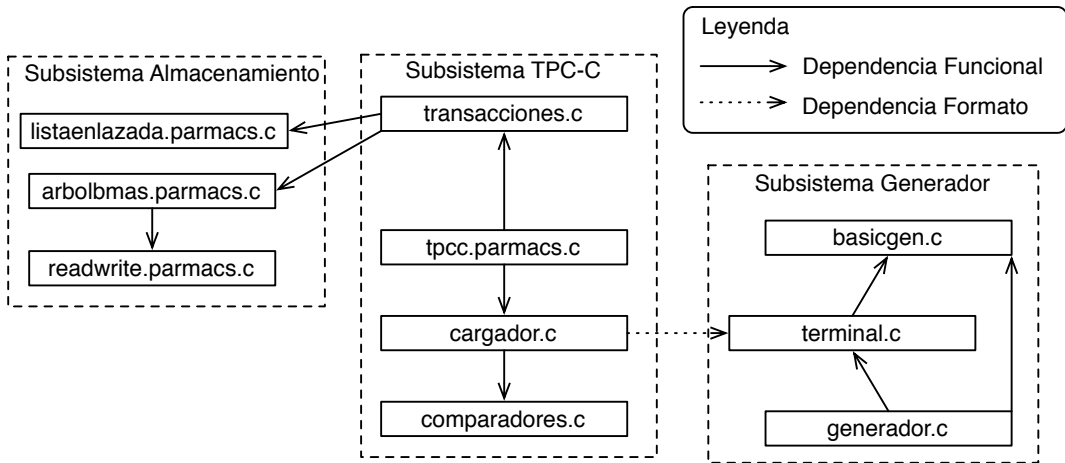 Subsistema Almacenamiento
listaenlazada.parmacs.c
arbolbmas.parmacs.c
readwrite.parmacs.c
Subsistema TPC-C
transacciones.c
tpcc.parmacs.c
cargador.c
comparadores.c
Leyenda
Dependencia Funcional
Dependencia Formato
Subsistema Generador
basicgen.c
terminal.c
generador.c